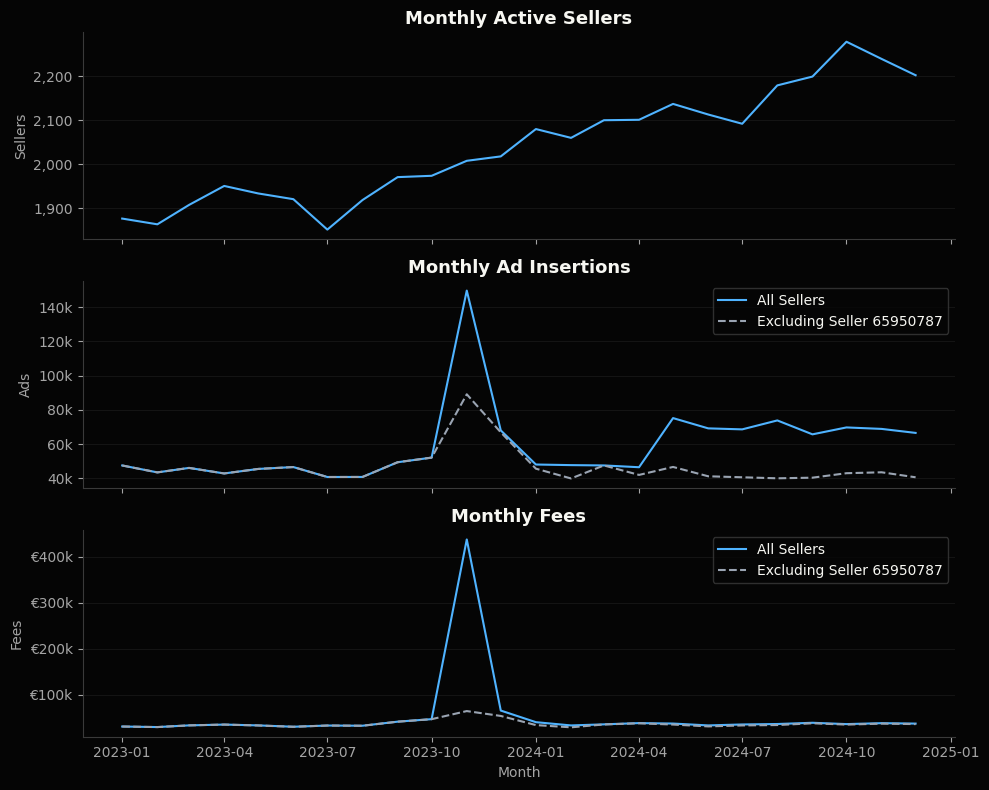 Monthly Active Sellers
2,200
2,100
2,000
1,900
Sellers
Monthly Ad Insertions
140k
120k
100k
80k
60k
40k
Ads
All Sellers
Excluding Seller 65950787
Monthly Fees
€400k
€300k
€200k
€100k
Fees
All Sellers
Excluding Seller 65950787
2023-01 2023-04 2023-07 2023-10 2024-01 2024-04 2024-07 2024-10 2025-01
Month